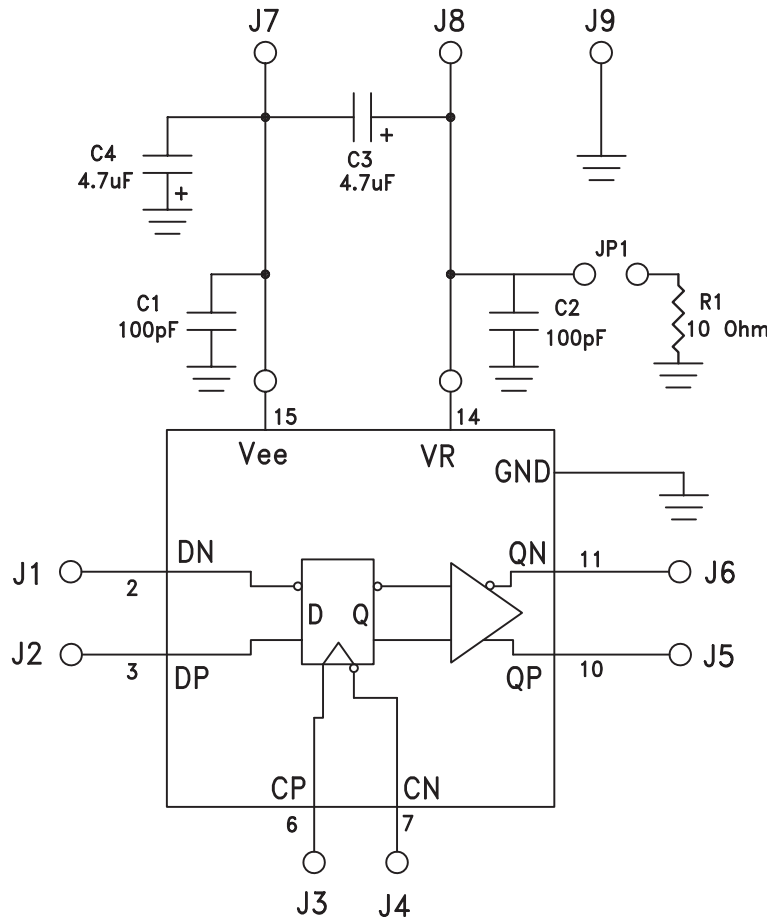 J7
J8
J9
C4
4.7uF
+
+
C3
4.7uF
JP1
C1
100pF
C2
100pF
R1
10 Ohm
15
14
Vee
VR
GND
DN
QN
11
J1
2
J6
D
Q
J2
3
DP
QP
10
J5
CP
CN
6
7
J3
J4